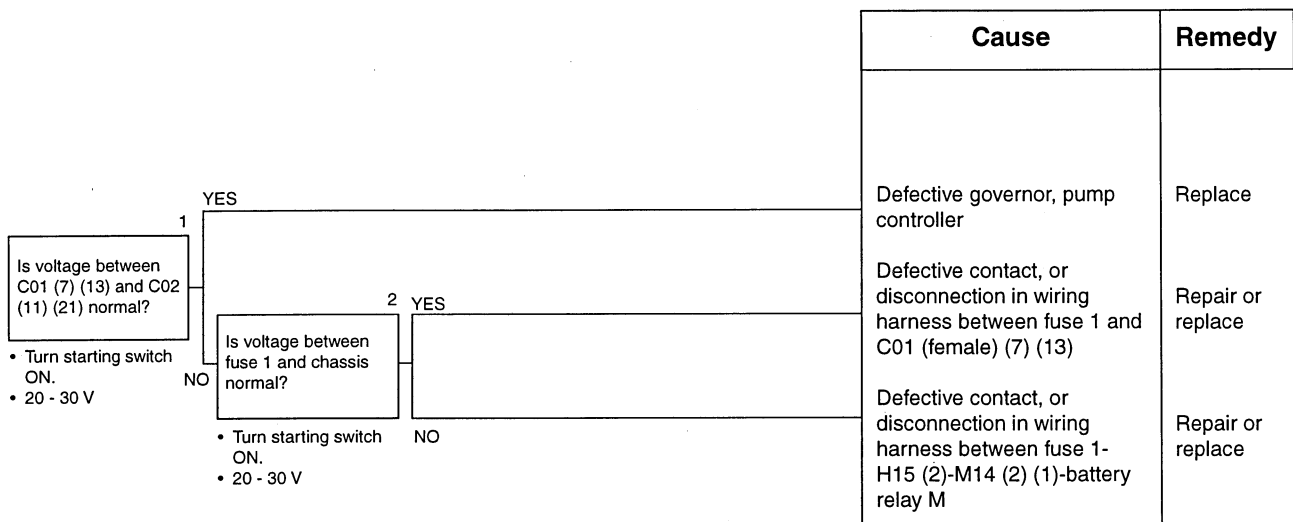 Cause
Remedy
YES
1
Is voltage between
C01 (7) (13) and C02
(11) (21) normal?
• Turn starting switch
ON.
• 20 - 30 V
NO
2
YES
Is voltage between
fuse 1 and chassis
normal?
• Turn starting switch
ON.
• 20 - 30 V
NO
Defective governor, pump
controller
Replace
Defective contact, or
disconnection in wiring
harness between fuse 1 and
C01 (female) (7) (13)
Repair or
replace
Defective contact, or
disconnection in wiring
harness between fuse 1-
H15 (2)-M14 (2) (1)-battery
relay M
Repair or
replace